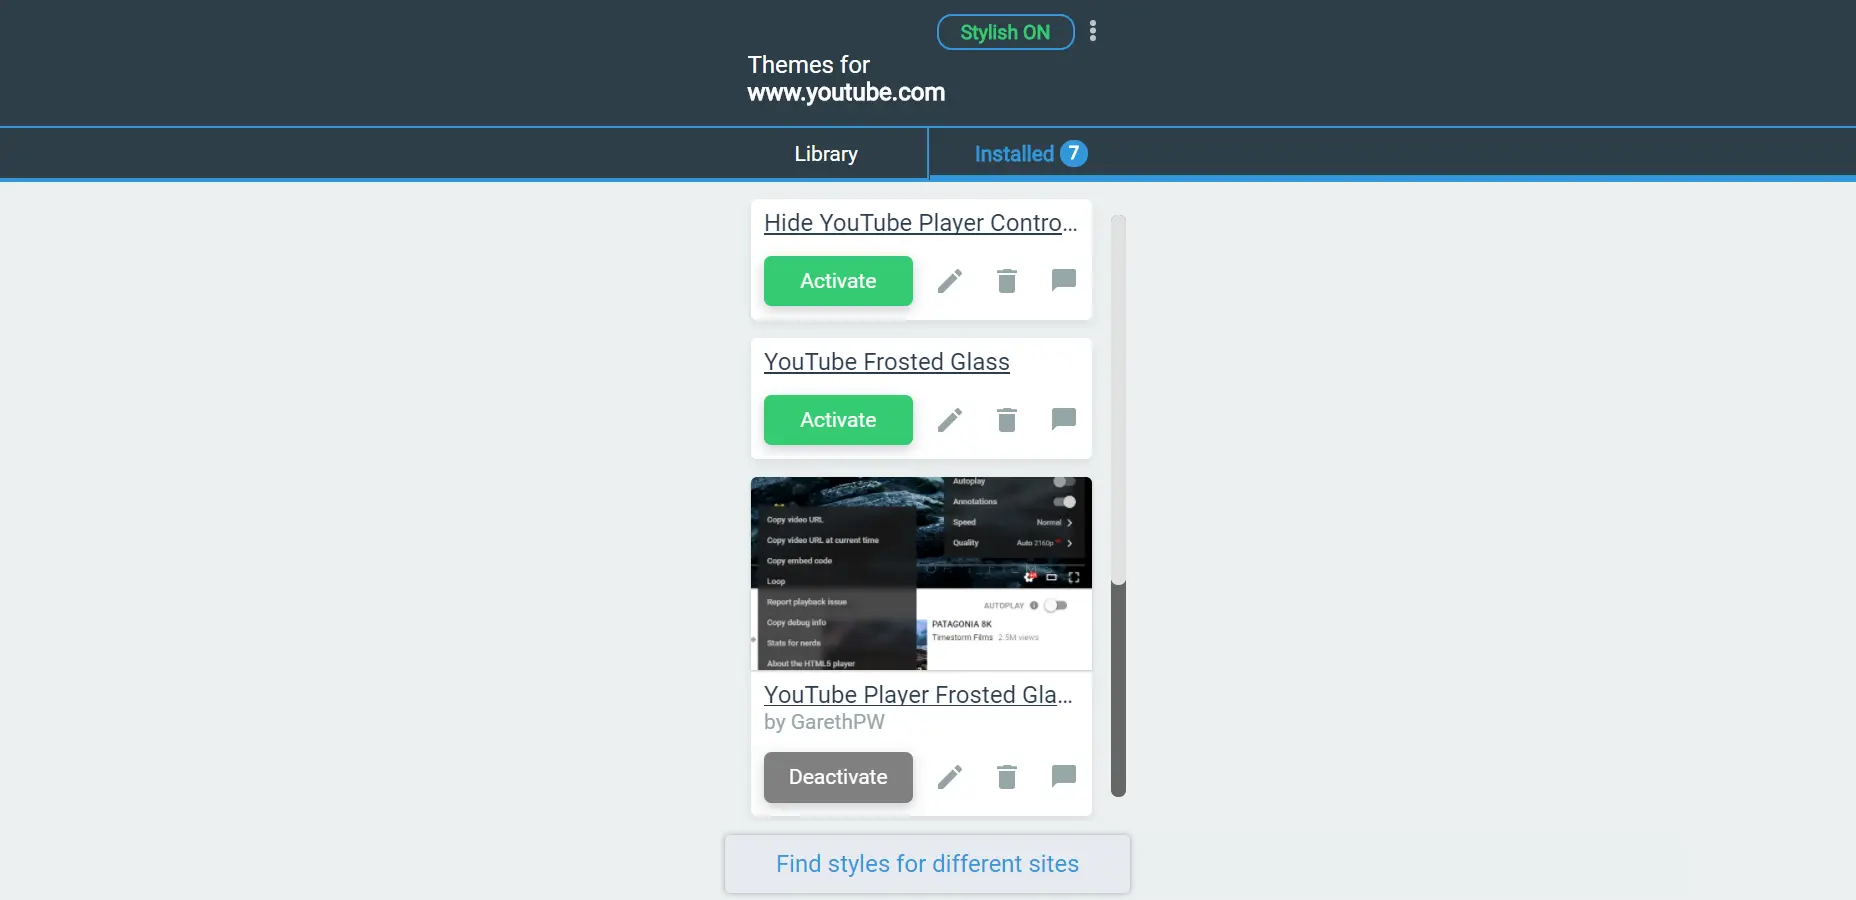 Stylish ON
Themes for
www.youtube.com
Library
Installed 7
Hide YouTube Player Contro...
Activate
YouTube Frosted Glass
Activate
Autoplay
Annotations
Speed Normal
Quality Auto 2160p
Copy video URL
Copy video URL at current time
Copy embed code
Loop
Report playback issue
Copy debug info
Stats for nerds
About the HTML5 player
AUTOPLAY
PATAGONIA 8K
Timestorm Films 2.5M views
YouTube Player Frosted Gla...
by GarethPW
Deactivate
Find styles for different sites